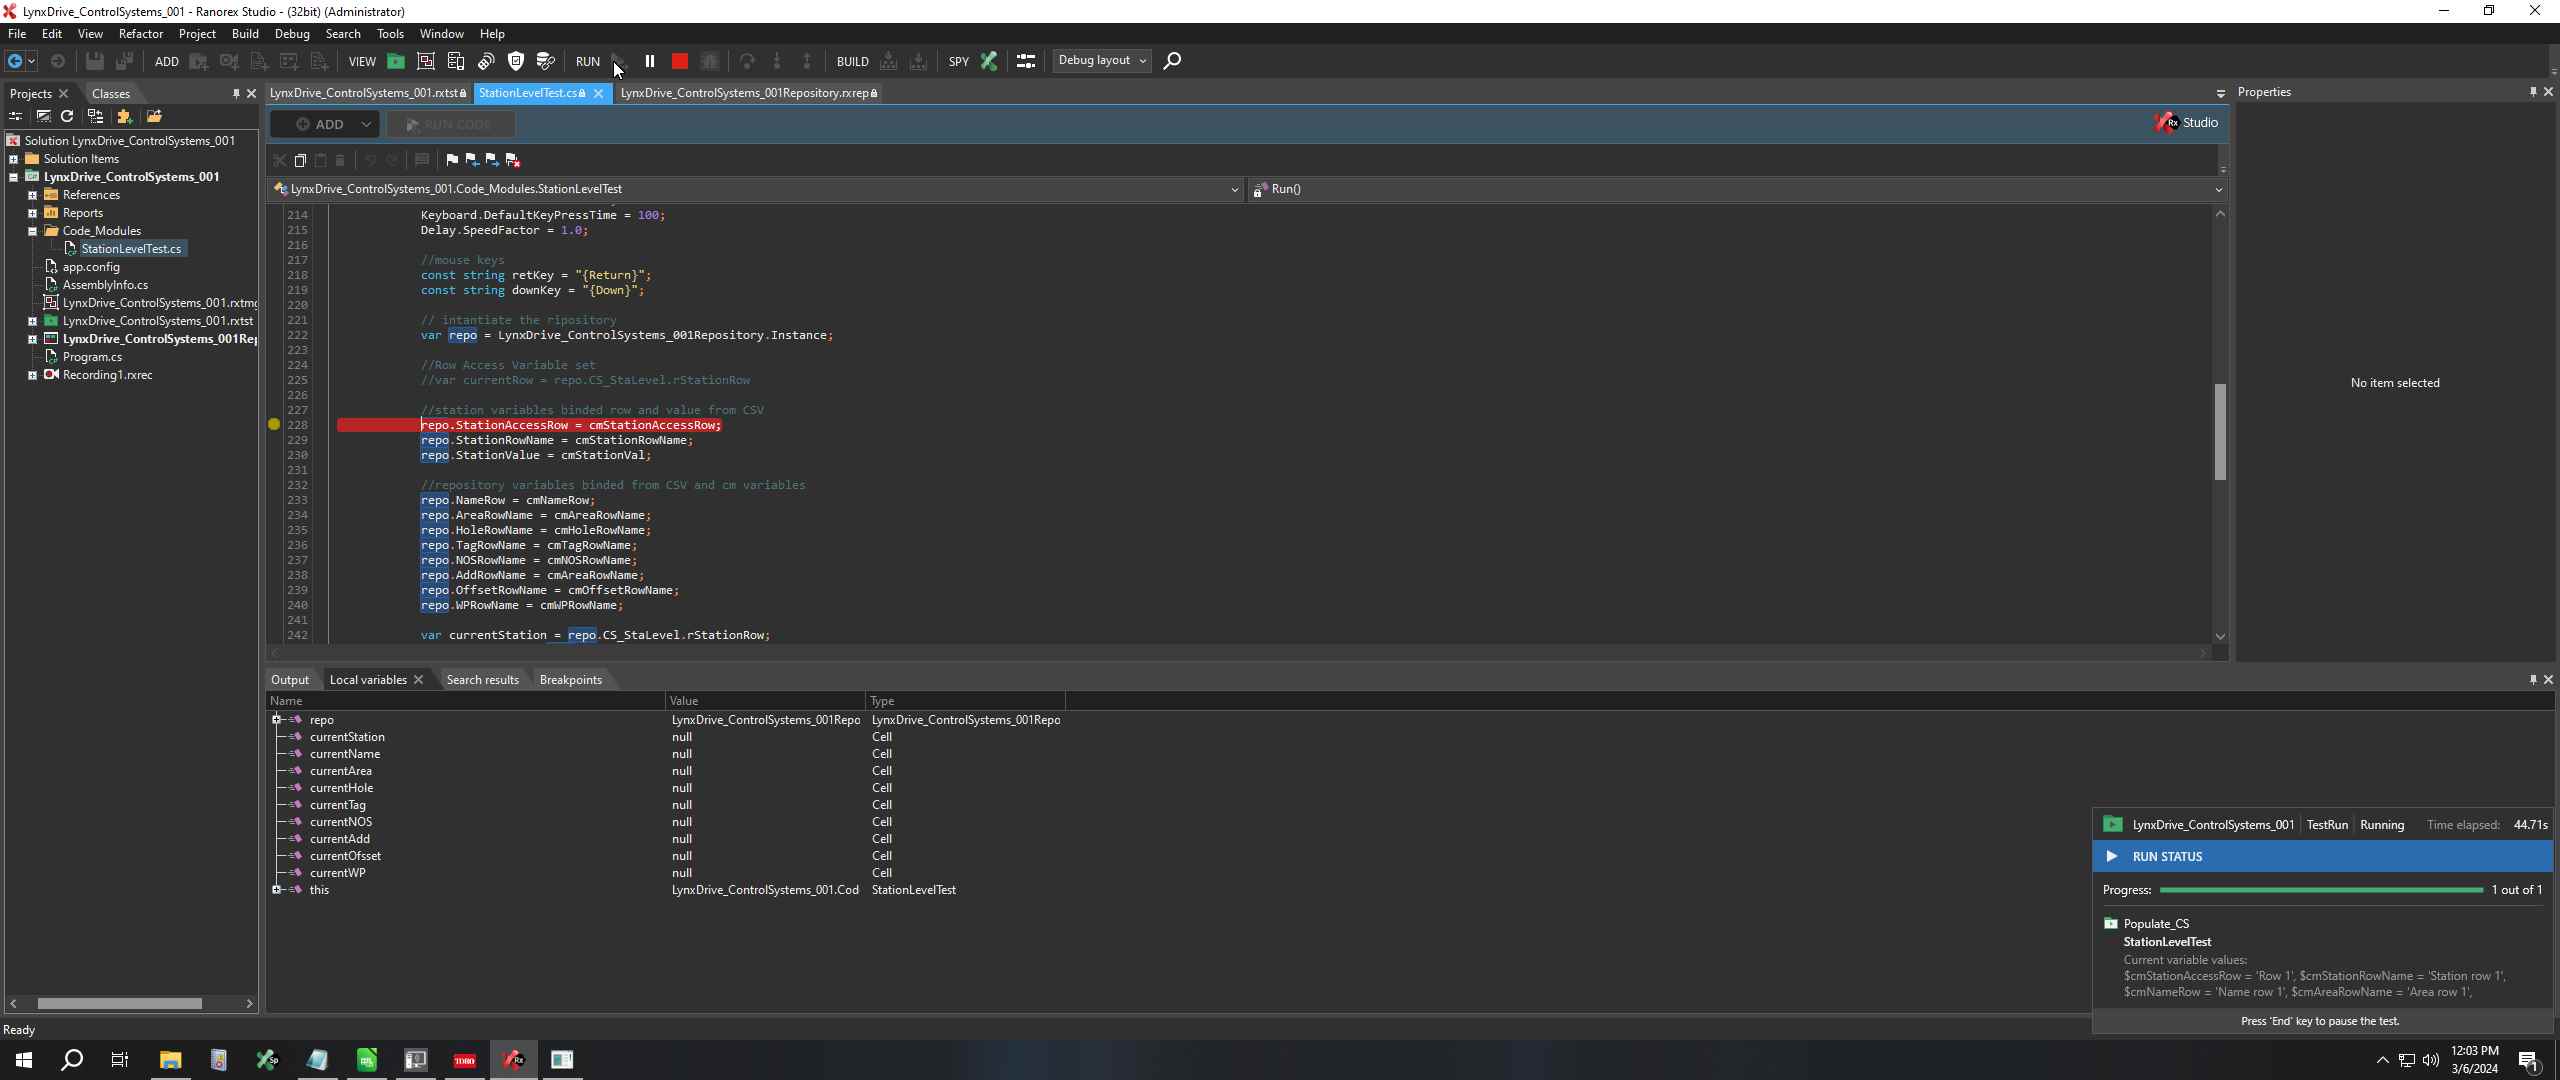 LynxDrive_ControlSystems_001 - Ranorex Studio - (32bit) (Administrator)
File Edit View Refactor Project Build Debug Search Tools Window Help
ADD VIEW RUN BUILD SPY Debug layout
Projects Classes
LynxDrive_ControlSystems_001.rxtst StationLevelTest.cs LynxDrive_ControlSystems_001Repository.rxrep
Properties
ADD RUN CODE
Rx Studio
Solution LynxDrive_ControlSystems_001
Solution Items
LynxDrive_ControlSystems_001
References
Reports
Code_Modules
StationLevelTest.cs
app.config
AssemblyInfo.cs
LynxDrive_ControlSystems_001.rxtmg
LynxDrive_ControlSystems_001.rxtst
LynxDrive_ControlSystems_001Rep
Program.cs
Recording1.rxrec
LynxDrive_ControlSystems_001.Code_Modules.StationLevelTest
Run()
214 Keyboard.DefaultKeyPressTime = 100;
215 Delay.SpeedFactor = 1.0;
216
217 //mouse keys
218 const string retKey = "{Return}";
219 const string downKey = "{Down}";
220
221 // intantiate the ripository
222 var repo = LynxDrive_ControlSystems_001Repository.Instance;
223
224 //Row Access Variable set
225 //var currentRow = repo.CS_StaLevel.rStationRow
226
227 //station variables binded row and value from CSV
228 repo.StationAccessRow = cmStationAccessRow;
229 repo.StationRowName = cmStationRowName;
230 repo.StationValue = cmStationVal;
231
232 //repository variables binded from CSV and cm variables
233 repo.NameRow = cmNameRow;
234 repo.AreaRowName = cmAreaRowName;
235 repo.HoleRowName = cmHoleRowName;
236 repo.TagRowName = cmTagRowName;
237 repo.NOSRowName = cmNOSRowName;
238 repo.AddRowName = cmAreaRowName;
239 repo.OffsetRowName = cmOffsetRowName;
240 repo.WPRowName = cmWPRowName;
241
242 var currentStation = repo.CS_StaLevel.rStationRow;
No item selected
Output Local variables Search results Breakpoints
Name Value Type
repo LynxDrive_ControlSystems_001Repo LynxDrive_ControlSystems_001Repo
currentStation null Cell
currentName null Cell
currentArea null Cell
currentHole null Cell
currentTag null Cell
currentNOS null Cell
currentAdd null Cell
currentOfsset null Cell
currentWP null Cell
this LynxDrive_ControlSystems_001.Cod StationLevelTest
LynxDrive_ControlSystems_001 TestRun Running Time elapsed: 44.71s
RUN STATUS
Progress: 1 out of 1
Populate_CS
StationLevelTest
Current variable values:
$cmStationAccessRow = 'Row 1', $cmStationRowName = 'Station row 1',
$cmNameRow = 'Name row 1', $cmAreaRowName = 'Area row 1',
Press 'End' key to pause the test.
Ready
Sp
TORO
Rx
12:03 PM
3/6/2024
1